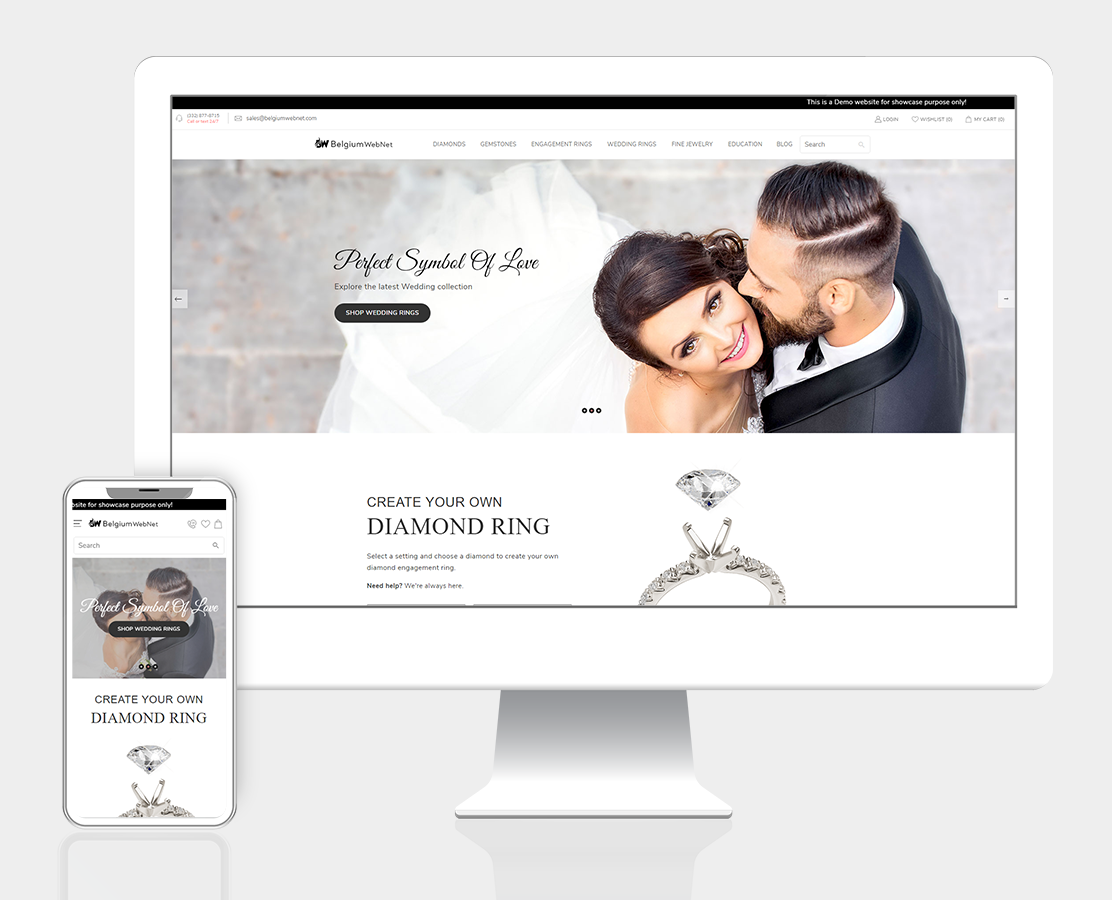 This is a Demo website for showcase purpose only!
(332) 877-8715
Call or text 24/7
sales@belgiumwebnet.com
LOGIN
WISHLIST (0)
MY CART (0)
BW BelgiumWebNet
DIAMONDS
GEMSTONES
ENGAGEMENT RINGS
WEDDING RINGS
FINE JEWELRY
EDUCATION
BLOG
Search
Perfect Symbol Of Love
Explore the latest Wedding collection
SHOP WEDDING RINGS
CREATE YOUR OWN
DIAMOND RING
Select a setting and choose a diamond to create your own
diamond engagement ring.
Need help? We're always here.
bsite for showcase purpose only!
BW BelgiumWebNet
Search
Perfect Symbol Of Love
SHOP WEDDING RINGS
CREATE YOUR OWN
DIAMOND RING